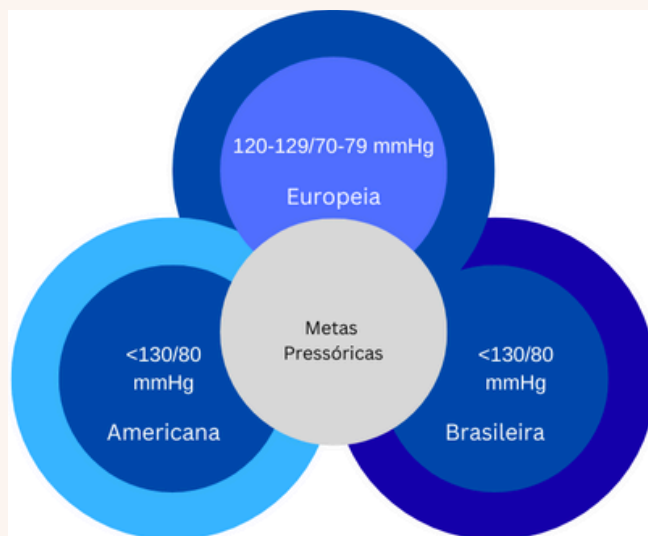 120-129/70-79 mmHg
Europeia
Metas
Pressóricas
<130/80
mmHg
Americana
<130/80
mmHg
Brasileira